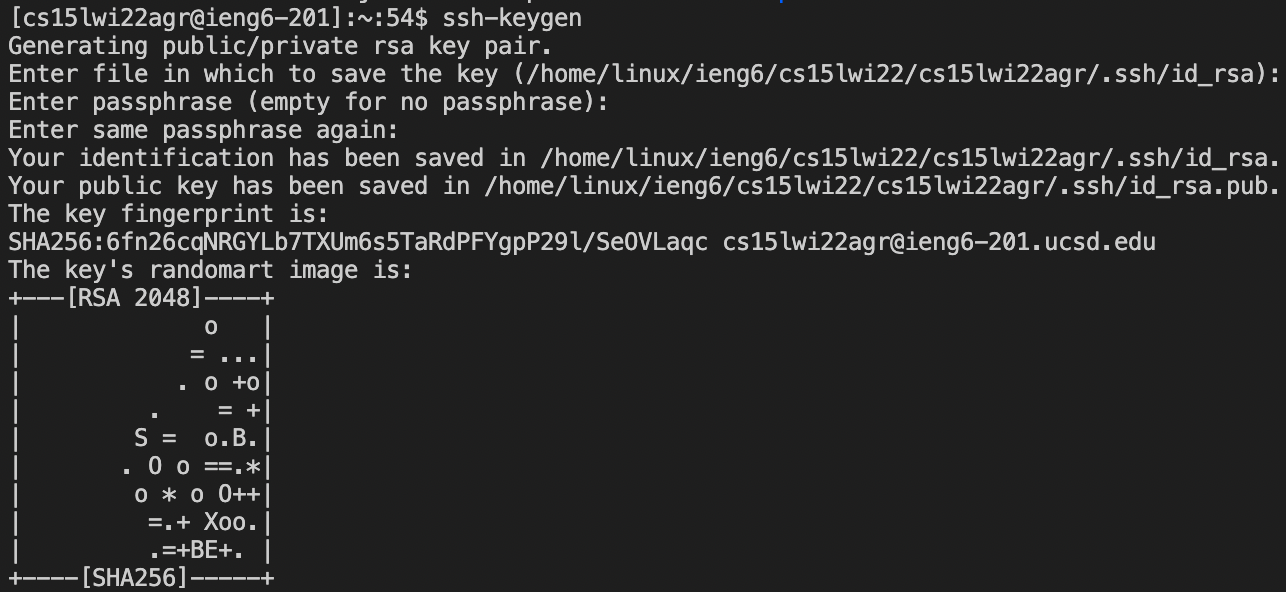 [cs15lwi22agr@ieng6-201]:~:54$ ssh-keygen
Generating public/private rsa key pair.
Enter file in which to save the key (/home/linux/ieng6/cs15lwi22/cs15lwi22agr/.ssh/id_rsa):
Enter passphrase (empty for no passphrase):
Enter same passphrase again:
Your identification has been saved in /home/linux/ieng6/cs15lwi22/cs15lwi22agr/.ssh/id_rsa.
Your public key has been saved in /home/linux/ieng6/cs15lwi22/cs15lwi22agr/.ssh/id_rsa.pub.
The key fingerprint is:
SHA256:6fn26cqNRGYLb7TXUm6s5TaRdPFYgpP29l/SeOVLaqc cs15lwi22agr@ieng6-201.ucsd.edu
The key's randomart image is:
+---[RSA 2048]----+
|             o   |
|            = ...|
|           . o +o|
|         .    = +|
|        S =  o.B.|
|       . O o ==.*|
|        o * o O++|
|         =.+ Xoo.|
|         .=+BE+. |
+----[SHA256]-----+